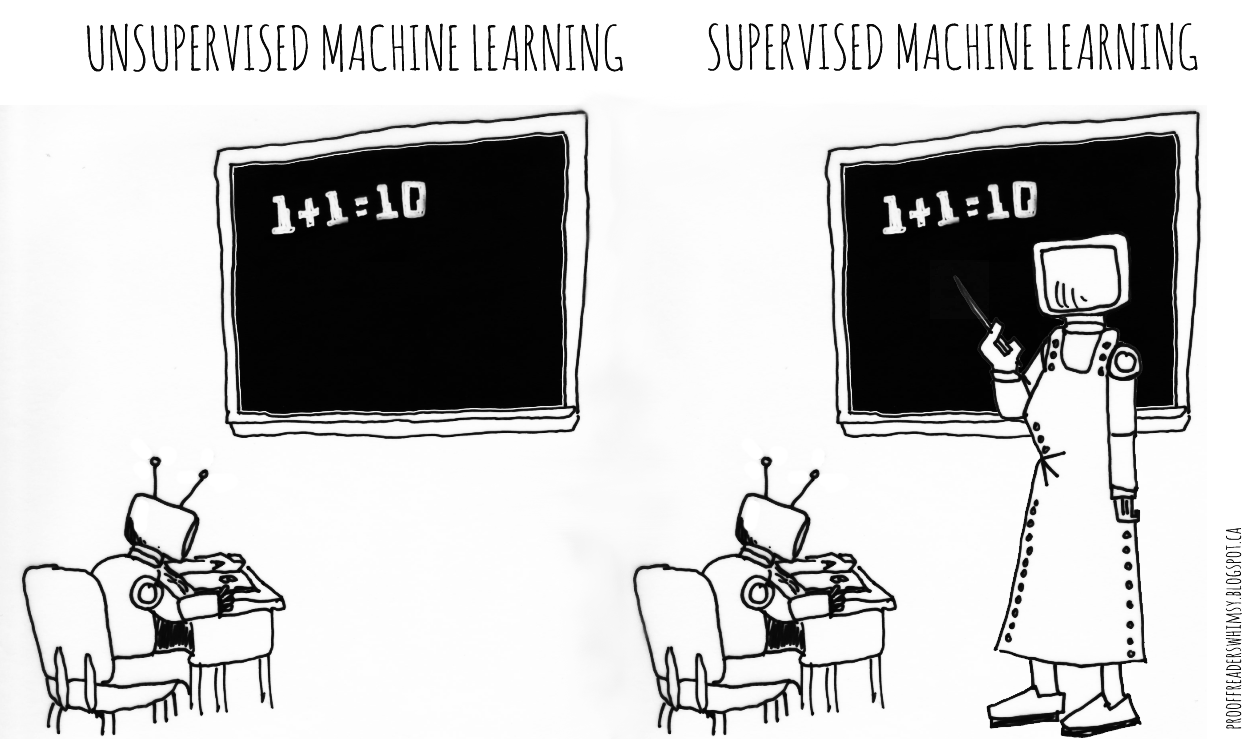 UNSUPERVISED MACHINE LEARNING
SUPERVISED MACHINE LEARNING
1+1=10
1+1=10
PROOFREADERSWHIMSY.BLOGSPOT.CA